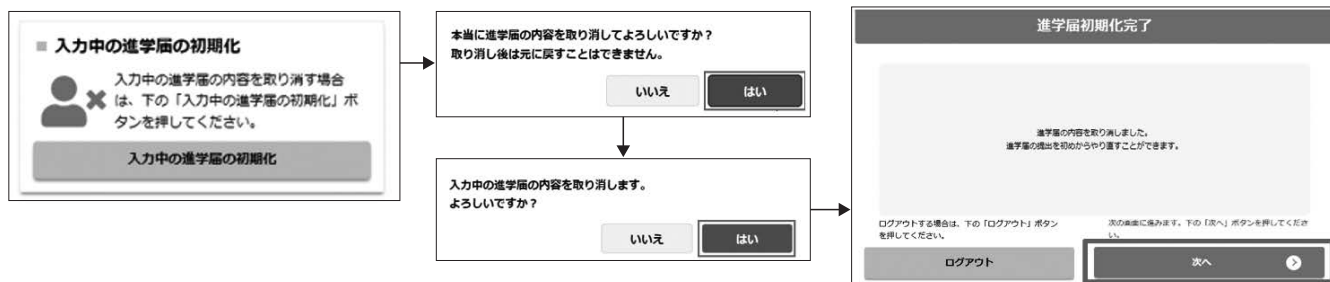 入力中の進学届の初期化
入力中の進学届の内容を取り消す場合
は、下の「入力中の進学届の初期化」ボ
タンを押してください。
入力中の進学届の初期化
本当に進学届の内容を取り消してよろしいですか？
取り消し後は元に戻すことはできません。
いいえ
はい
入力中の進学届の内容を取り消します。
よろしいですか？
いいえ
はい
進学届初期化完了
進学届の内容を取り消しました。
進学届の提出を初めからやり直すことができます。
ログアウトする場合は、下の「ログアウト」ボタン
を押してください。
ログアウト
次の画面に進みます。下の「次へ」ボタンを押してくださ
い。
次へ